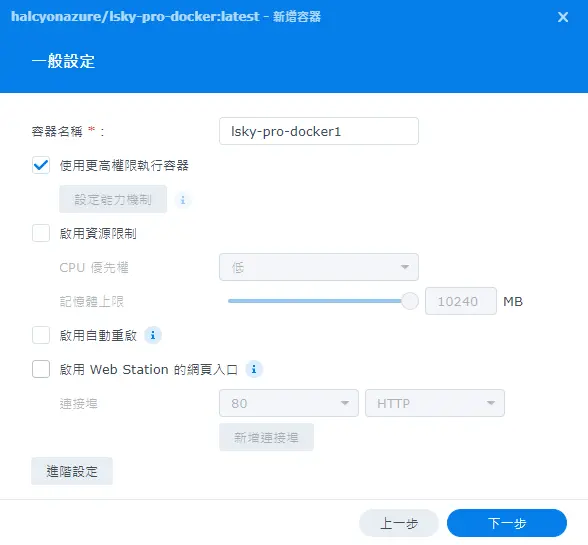 halcyonazure/lsky-pro-docker:latest - 新增容器
一般設定
容器名稱 * : lsky-pro-docker1
使用更高權限執行容器
設定能力機制
啟用資源限制
CPU 優先權 低
記憶體上限 10240 MB
啟用自動重啟
啟用 Web Station 的網頁入口
連接埠 80 HTTP
新增連接埠
進階設定
上一步 下一步